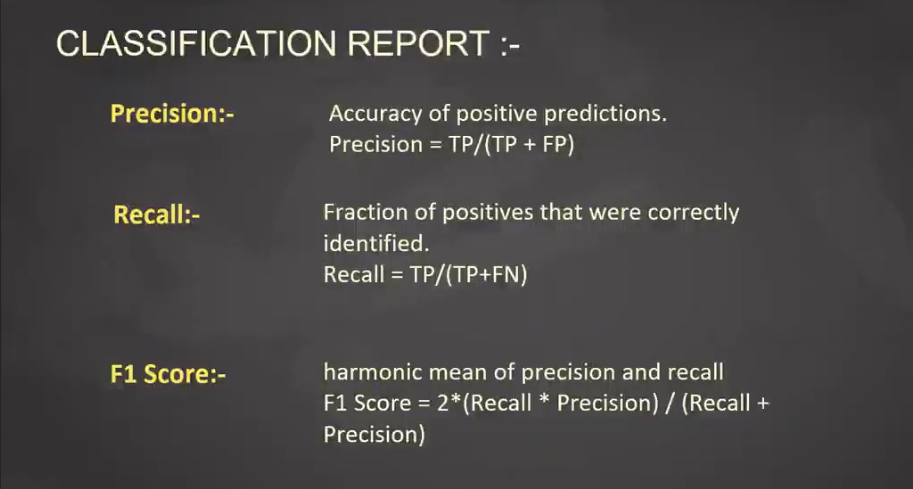 CLASSIFICATION REPORT :-
Precision:-
Accuracy of positive predictions.
Precision = TP/(TP + FP)
Recall:-
Fraction of positives that were correctly
identified.
Recall = TP/(TP+FN)
F1 Score:-
harmonic mean of precision and recall
F1 Score = 2*(Recall * Precision) / (Recall +
Precision)